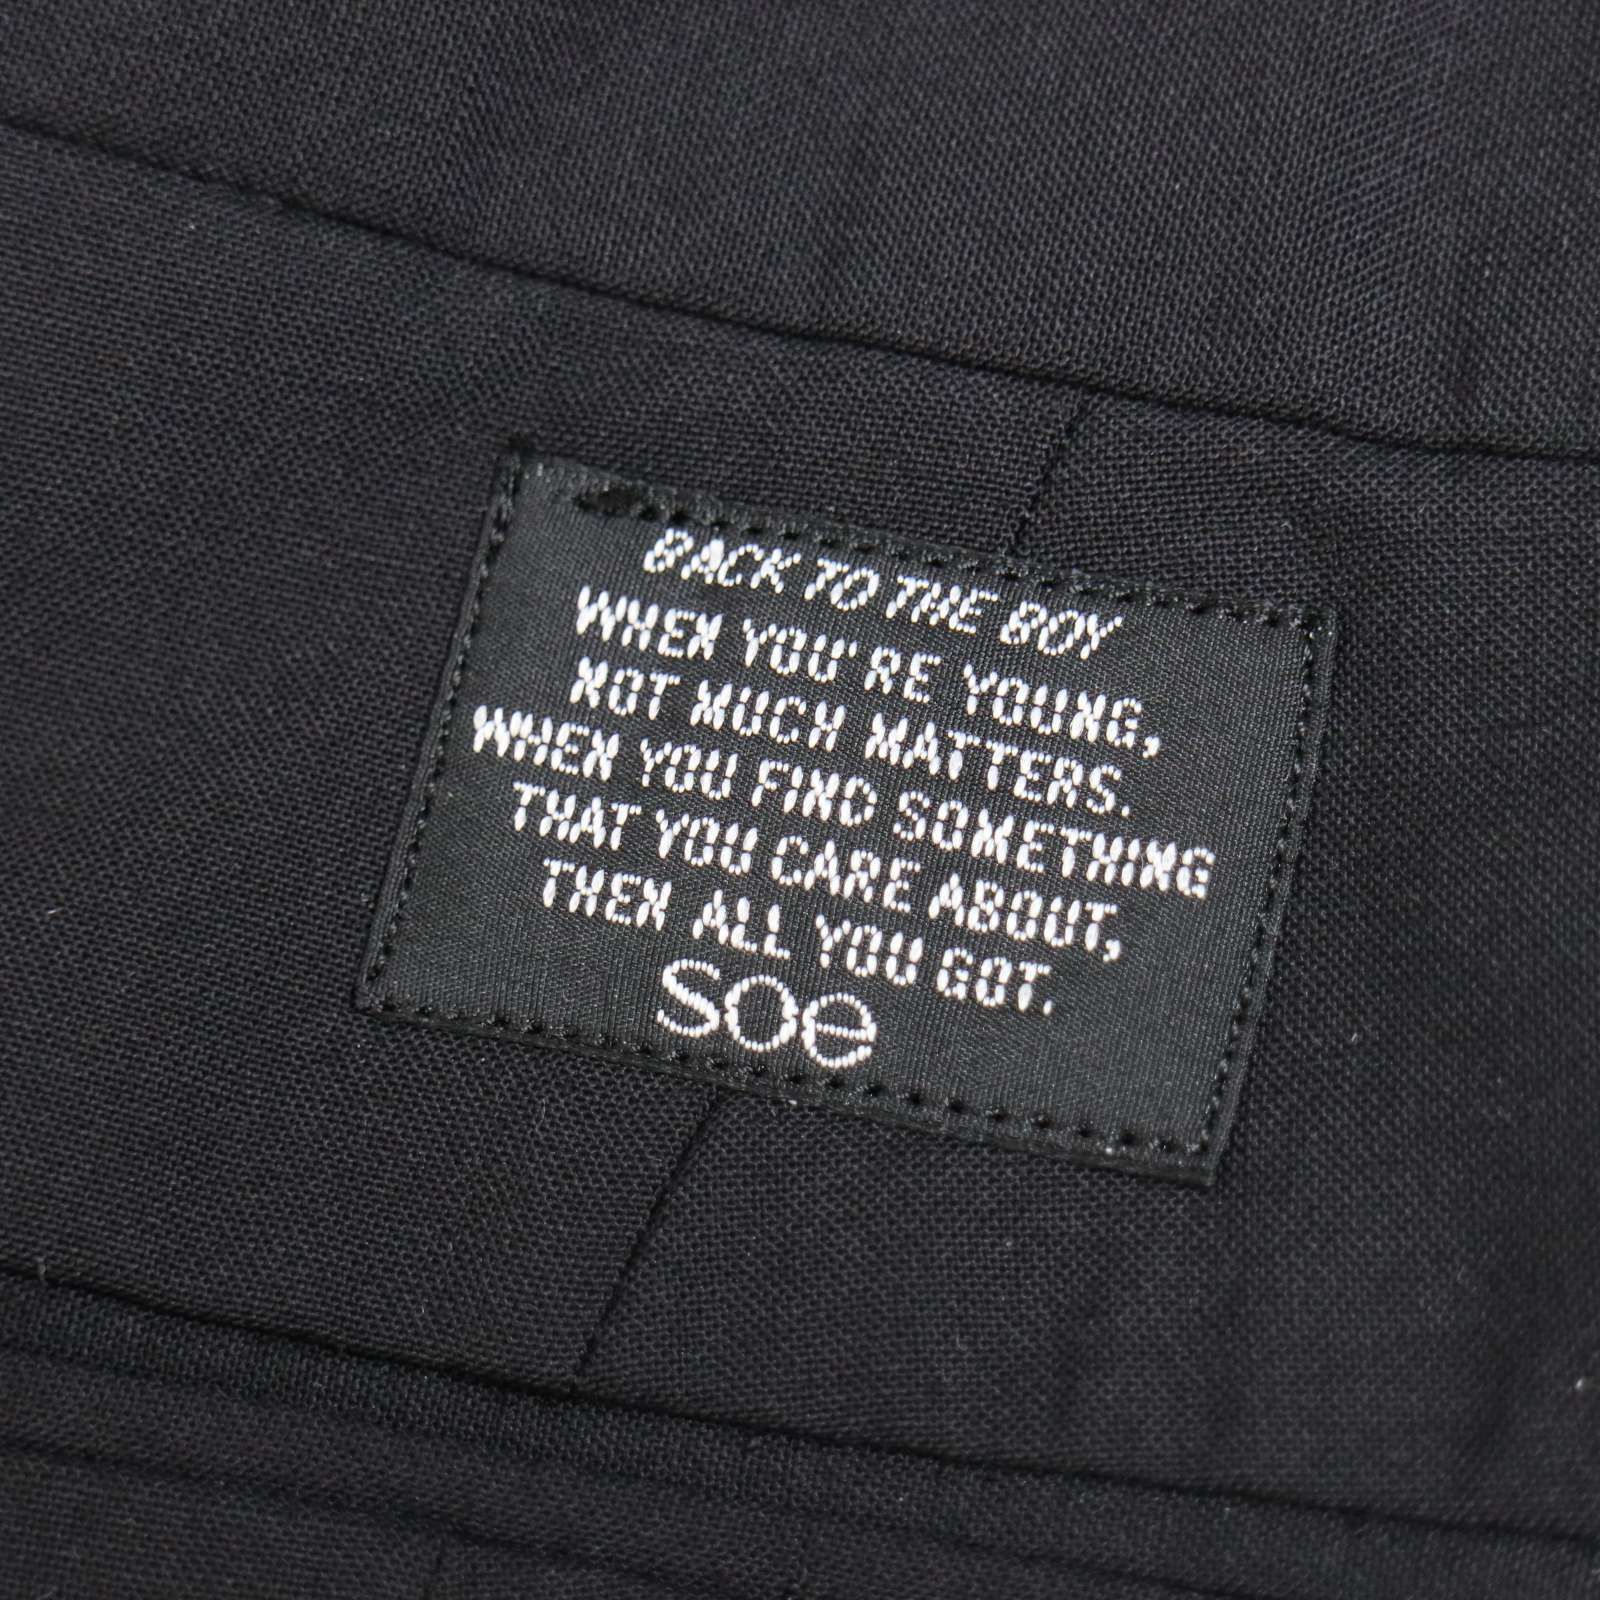 BACK TO THE BOY
WHEN YOU'RE YOUNG,
NOT MUCH MATTERS.
WHEN YOU FIND SOMETHING
THAT YOU CARE ABOUT,
THEN ALL YOU GOT.
soe